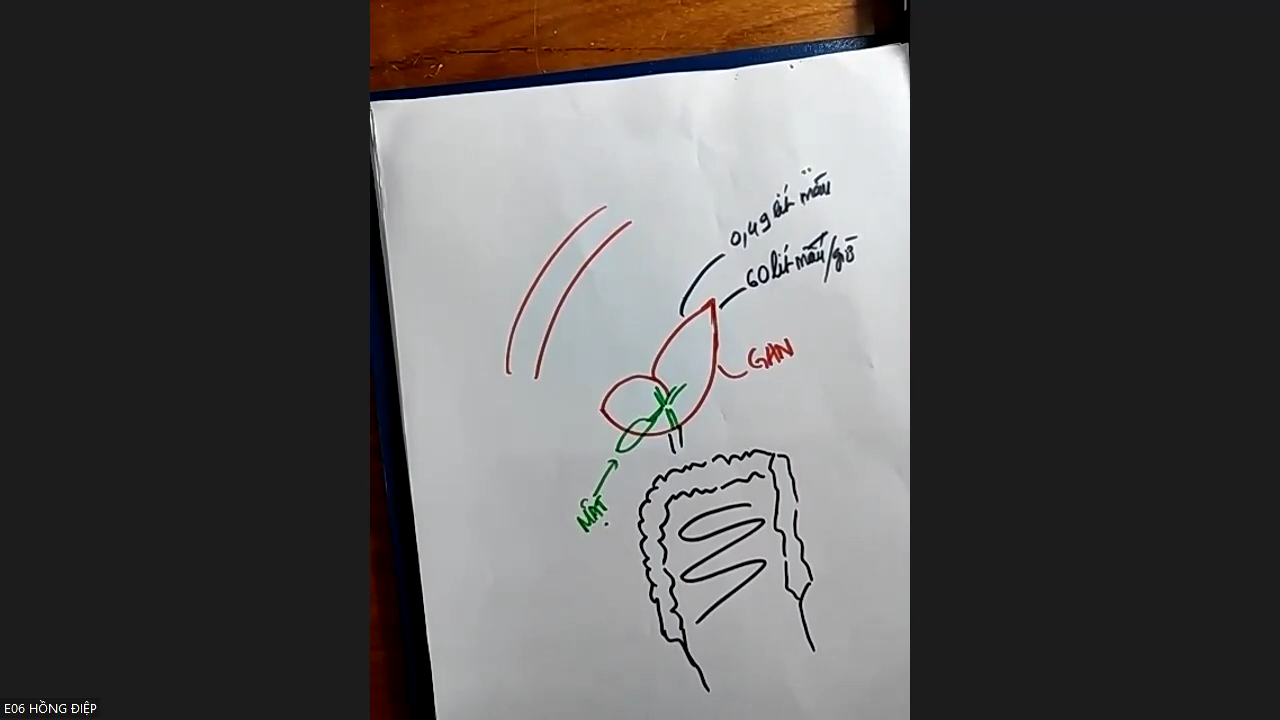 0,49 lít máu
60 lít máu/giờ
GAN
MẬT
E06 HỒNG ĐIỆP